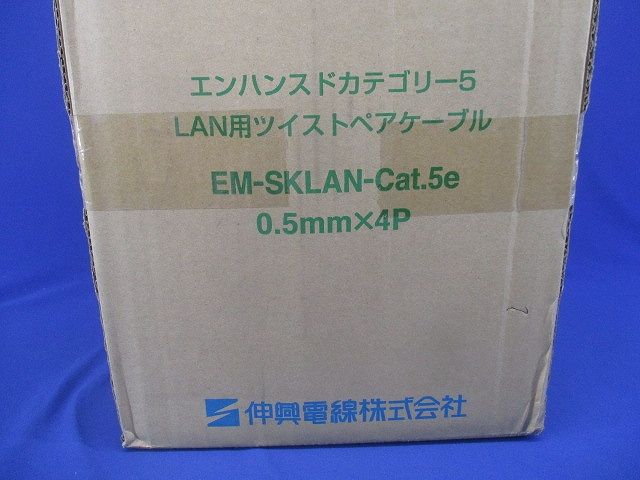 エンハンスドカテゴリー5
LAN用ツイストペアケーブル
EM-SKLAN-Cat.5e
0.5mm×4P
伸興電線株式会社